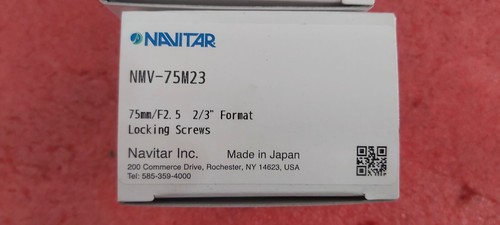 NAVITAR
NMV-75M23
75mm/F2.5 2/3" Format
Locking Screws
Navitar Inc. Made in Japan
200 Commerce Drive, Rochester, NY 14623, USA
Tel: 585-359-4000